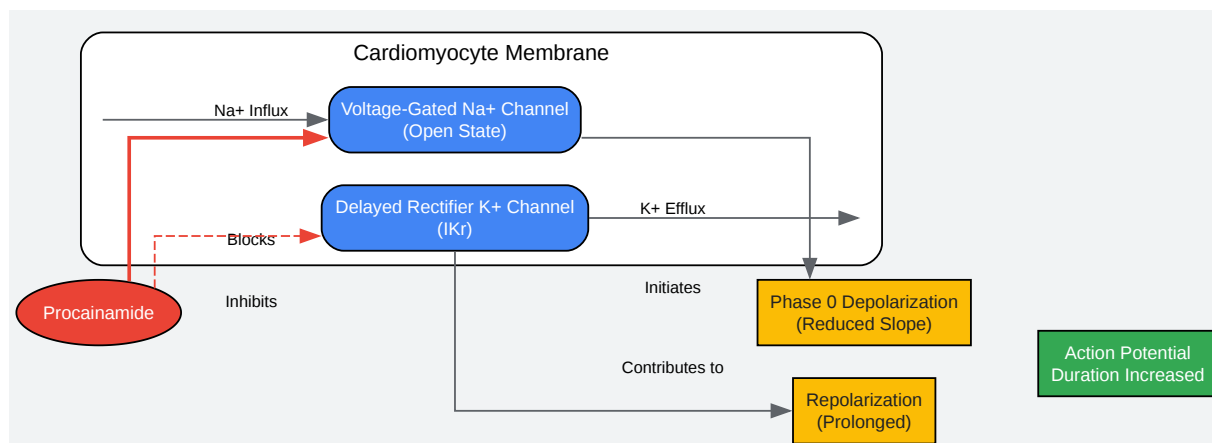 Cardiomyocyte Membrane
Na+ Influx
Voltage-Gated Na+ Channel
(Open State)
Delayed Rectifier K+ Channel
(IKr)
K+ Efflux
Blocks
Procainamide
Inhibits
Initiates
Phase 0 Depolarization
(Reduced Slope)
Action Potential
Duration Increased
Contributes to
Repolarization
(Prolonged)